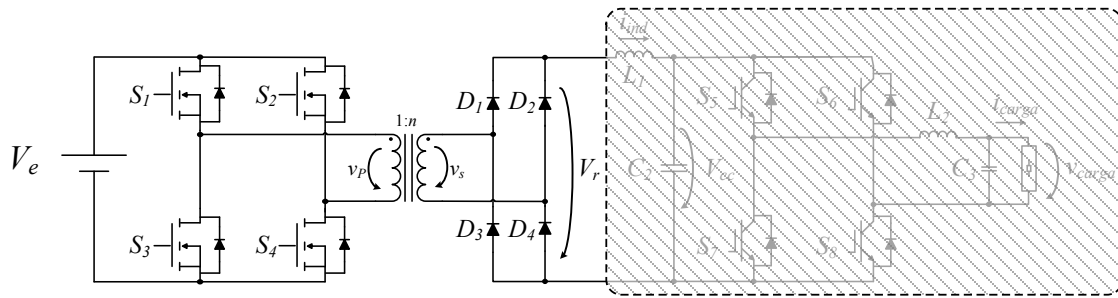 i_ind
L_1
S_1
S_2
D_1
D_2
S_5
S_6
1:n
L_2
i_carga
V_e
v_P
v_s
V_r
C_2
V_ec
C_3
v_carga
S_3
S_4
D_3
D_4
S_7
S_8